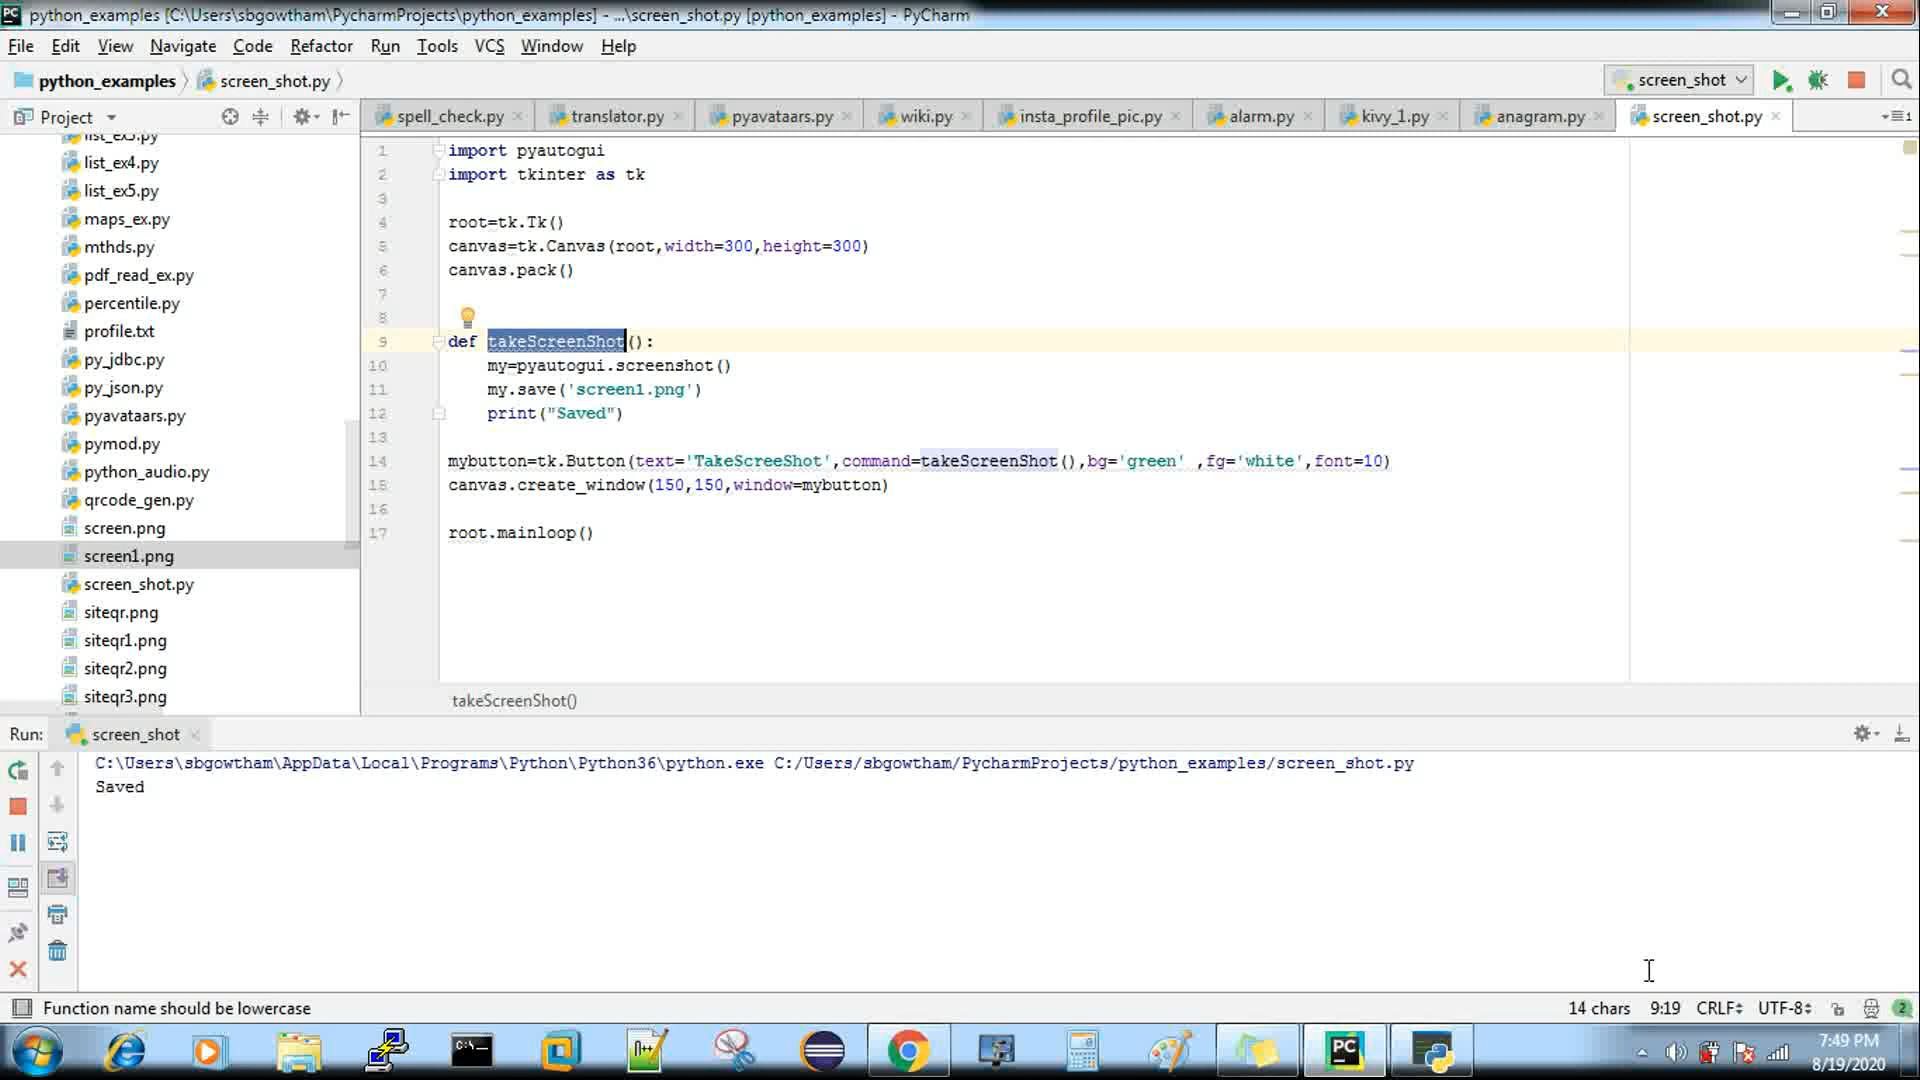 python_examples [C:\Users\sbgowtham\PycharmProjects\python_examples] - ...\screen_shot.py [python_examples] - PyCharm
File Edit View Navigate Code Refactor Run Tools VCS Window Help
python_examples screen_shot.py screen_shot
Project
spell_check.py translator.py pyavataars.py wiki.py insta_profile_pic.py alarm.py kivy_1.py anagram.py screen_shot.py
list_ex3.py
list_ex4.py
list_ex5.py
maps_ex.py
mthds.py
pdf_read_ex.py
percentile.py
profile.txt
py_jdbc.py
py_json.py
pyavataars.py
pymod.py
python_audio.py
qrcode_gen.py
screen.png
screen1.png
screen_shot.py
siteqr.png
siteqr1.png
siteqr2.png
siteqr3.png
1 import pyautogui
2 import tkinter as tk
3
4 root=tk.Tk()
5 canvas=tk.Canvas(root,width=300,height=300)
6 canvas.pack()
7
8
9 def takeScreenShot():
10 my=pyautogui.screenshot()
11 my.save('screen1.png')
12 print("Saved")
13
14 mybutton=tk.Button(text='TakeScreeShot',command=takeScreenShot(),bg='green' ,fg='white',font=10)
15 canvas.create_window(150,150,window=mybutton)
16
17 root.mainloop()
takeScreenShot()
Run: screen_shot
C:\Users\sbgowtham\AppData\Local\Programs\Python\Python36\python.exe C:/Users/sbgowtham/PycharmProjects/python_examples/screen_shot.py
Saved
Function name should be lowercase 14 chars 9:19 CRLF UTF-8 2
7:49 PM
8/19/2020